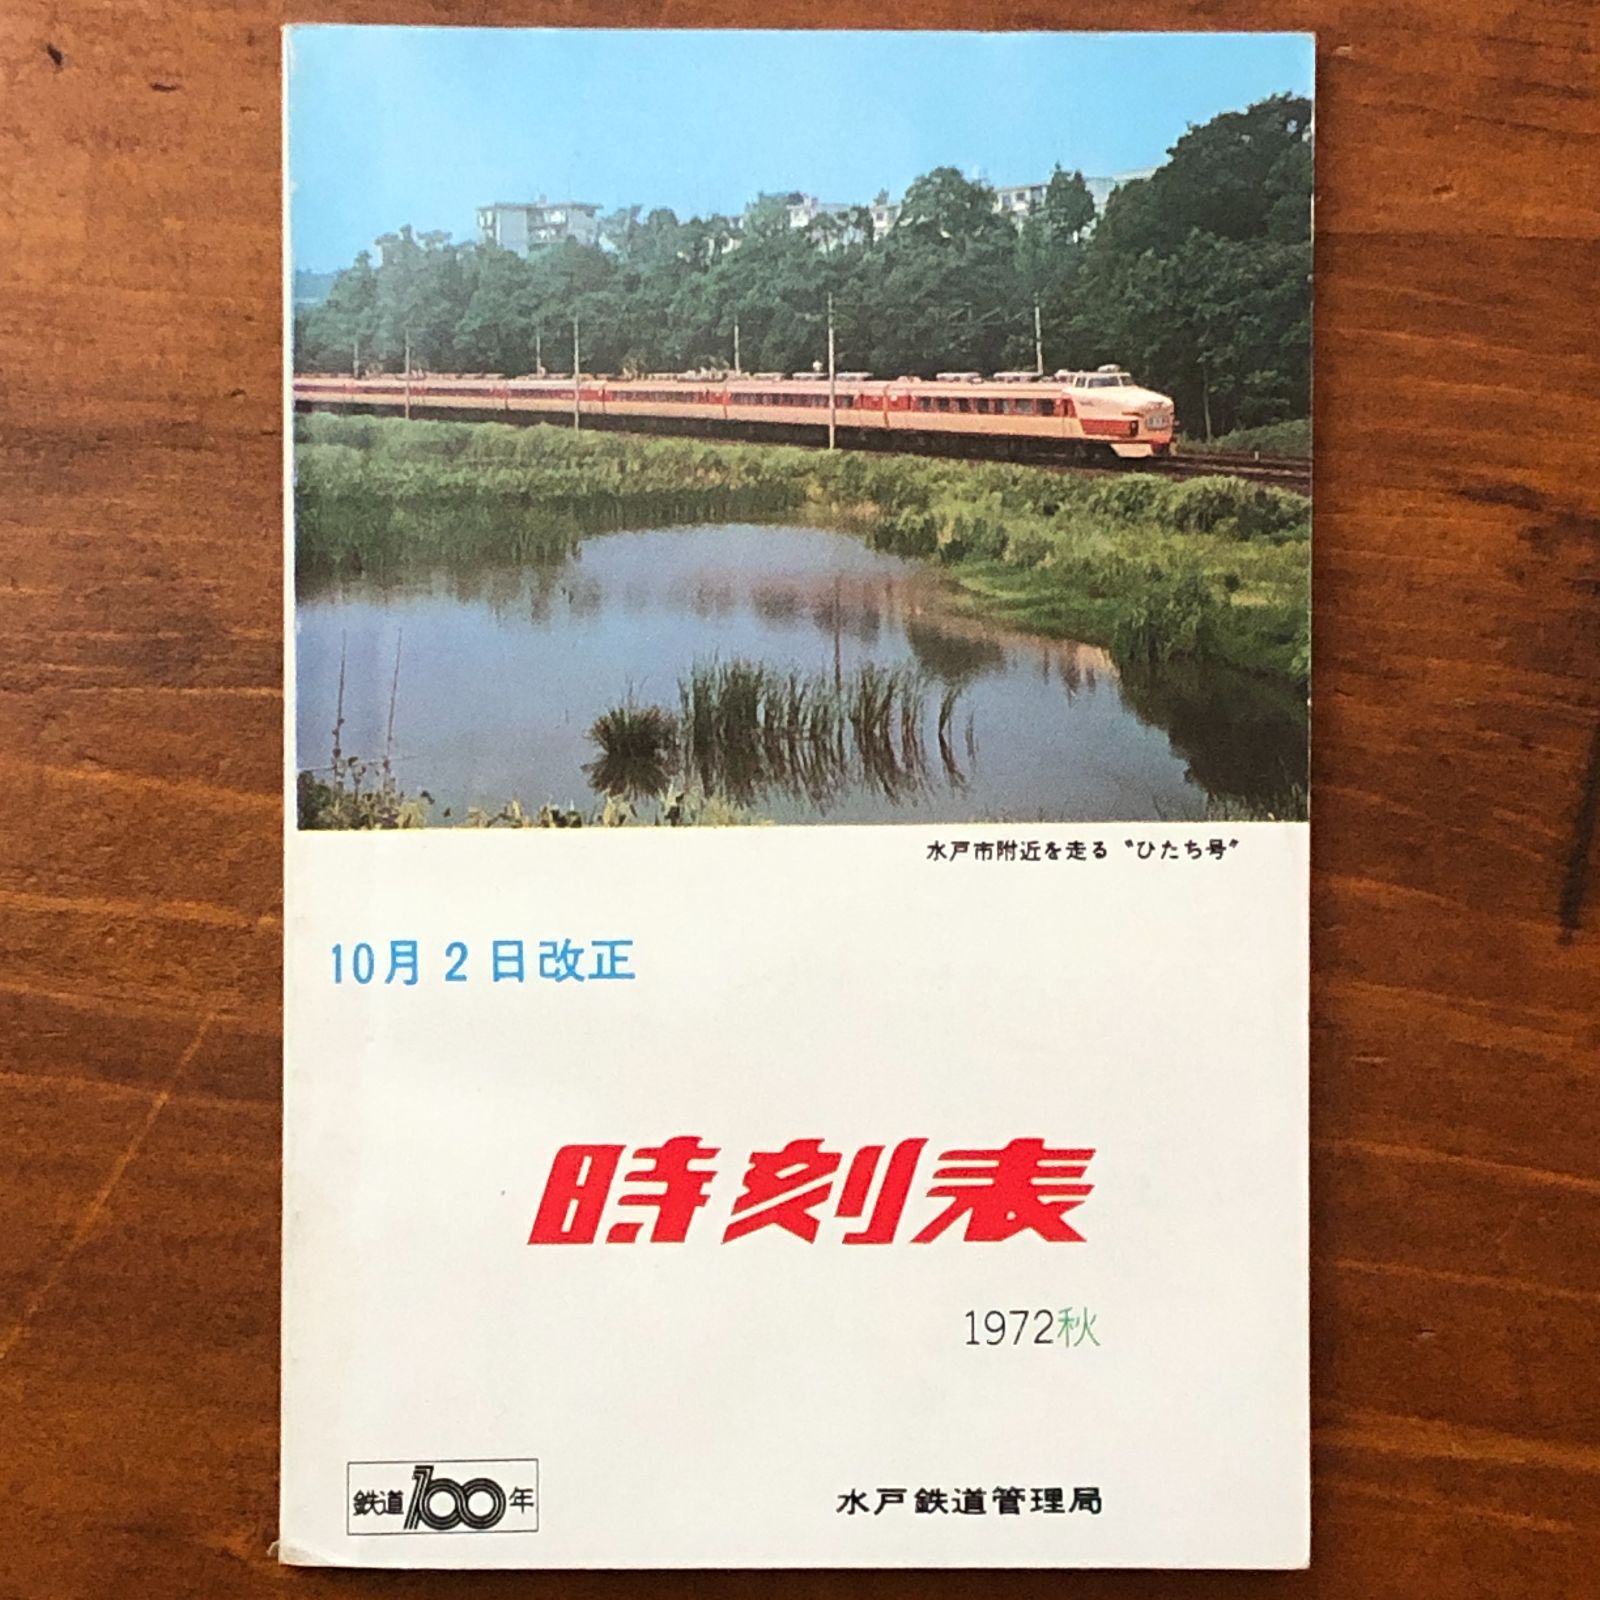 水戸市附近を走る〝ひたち号〟
10月2日改正
時刻表
1972秋
鉄道100年
水戸鉄道管理局